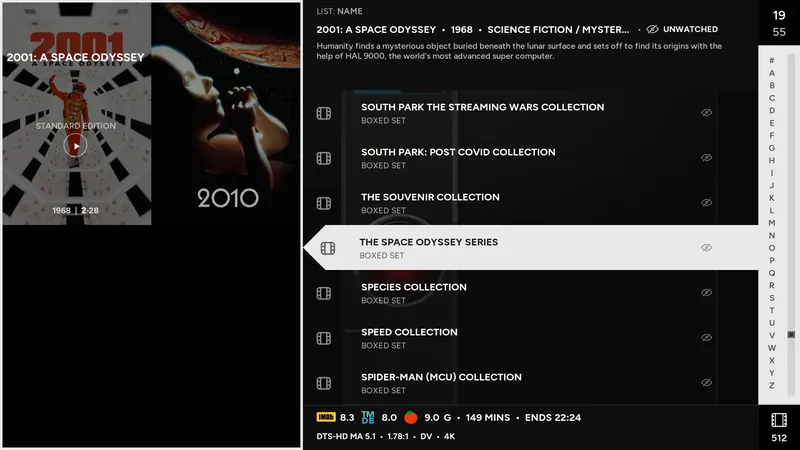 2001
2001: A SPACE ODYSSEY
A SPACE ODYSSEY
STANDARD EDITION
1968 | 2:28
2010
LIST: NAME
2001: A SPACE ODYSSEY • 1968 • SCIENCE FICTION / MYSTER... • UNWATCHED
Humanity finds a mysterious object buried beneath the lunar surface and sets off to find its origins with the
help of HAL 9000, the world's most advanced super computer.
SOUTH PARK THE STREAMING WARS COLLECTION
BOXED SET
SOUTH PARK: POST COVID COLLECTION
BOXED SET
THE SOUVENIR COLLECTION
BOXED SET
THE SPACE ODYSSEY SERIES
BOXED SET
SPECIES COLLECTION
BOXED SET
SPEED COLLECTION
BOXED SET
SPIDER-MAN (MCU) COLLECTION
BOXED SET
IMDb 8.3 TMDB 8.0 9.0 G • 149 MINS • ENDS 22:24
DTS-HD MA 5.1 • 1.78:1 • DV • 4K
19
55
#
A
B
C
D
E
F
G
H
I
J
K
L
M
N
O
P
Q
R
S
T
U
V
W
X
Y
Z
512